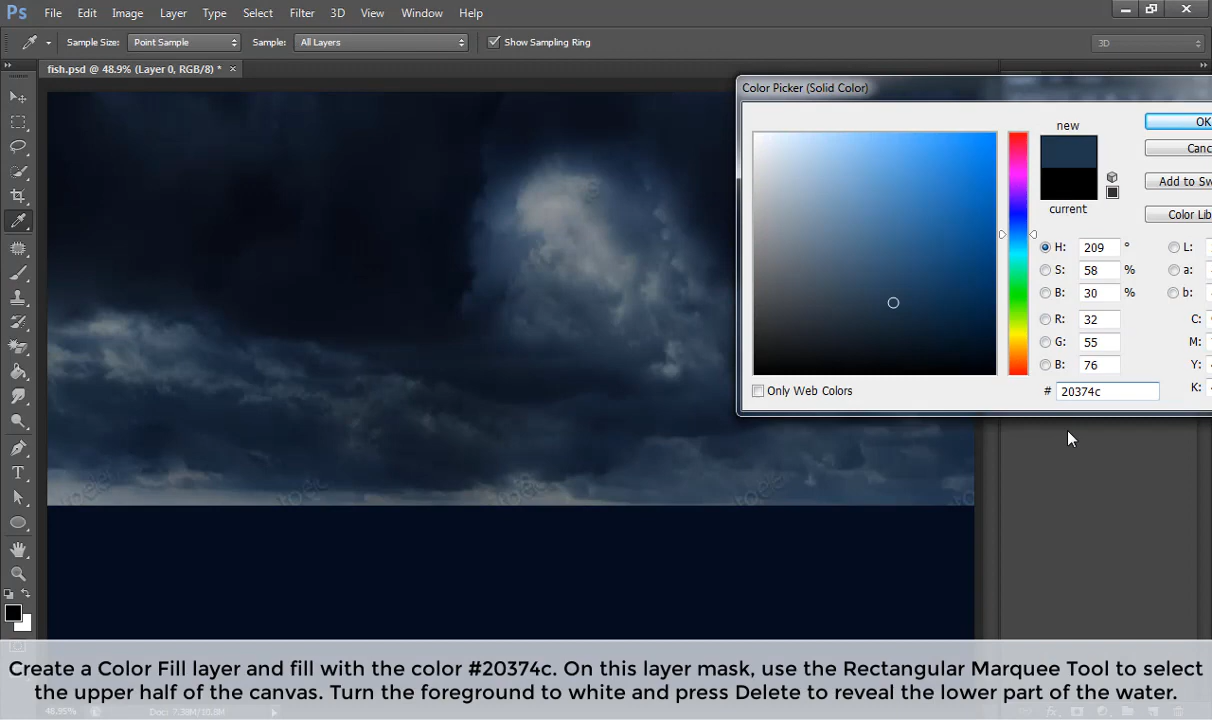 Ps File Edit Image Layer Type Select Filter 3D View Window Help
Sample Size: Point Sample Sample: All Layers Show Sampling Ring 3D
fish.psd @ 48.9% (Layer 0, RGB/8) * ×
Color Picker (Solid Color)
new
OK
Canc
Add to Sw
current
Color Lib
H: 209 ° L:
S: 58 % a:
B: 30 % b:
R: 32 C:
G: 55 M:
B: 76 Y:
Only Web Colors # 20374c K:
Create a Color Fill layer and fill with the color #20374c. On this layer mask, use the Rectangular Marquee Tool to select
the upper half of the canvas. Turn the foreground to white and press Delete to reveal the lower part of the water.
48.95%